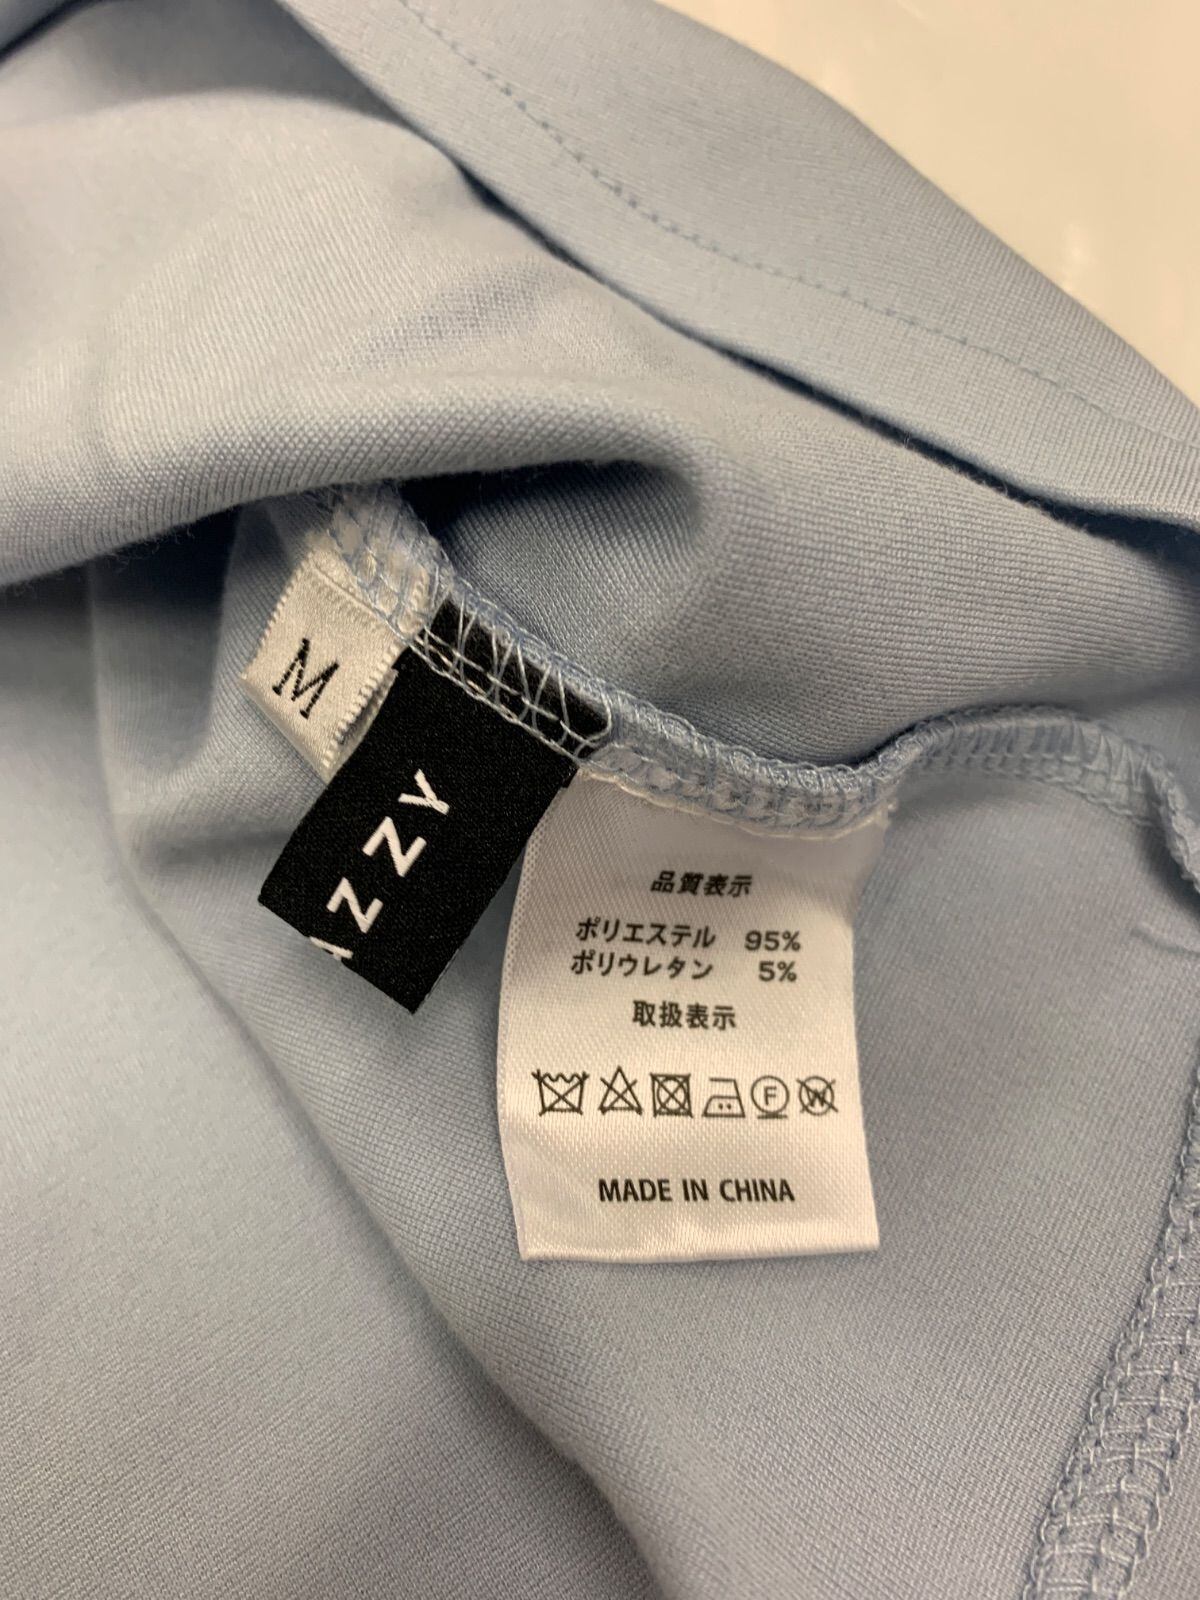 M
AZZY
品質表示
ポリエステル 95%
ポリウレタン 5%
取扱表示
F
W
MADE IN CHINA